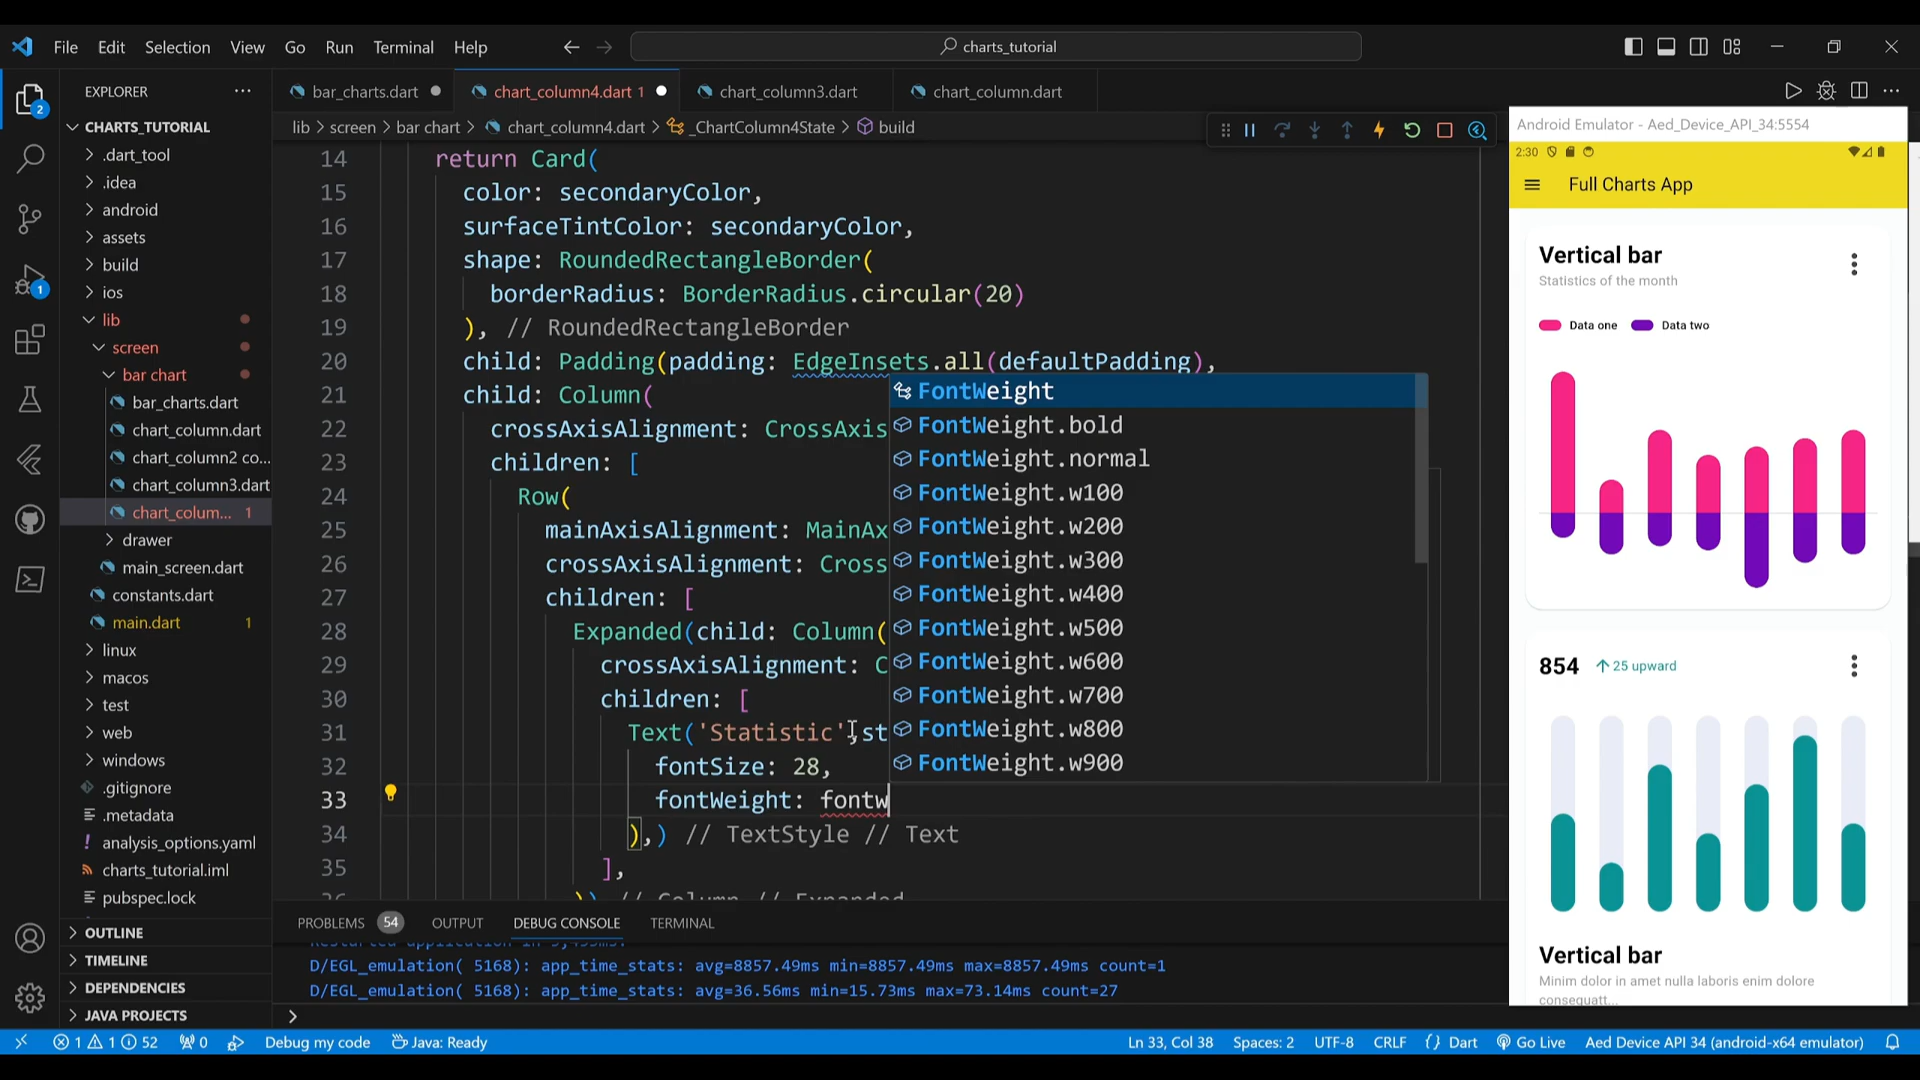 File Edit Selection View Go Run Terminal Help
charts_tutorial
EXPLORER
bar_charts.dart
chart_column4.dart 1
chart_column3.dart
chart_column.dart
lib > screen > bar chart > chart_column4.dart > _ChartColumn4State > build
CHARTS_TUTORIAL
.dart_tool
.idea
android
assets
build
ios
lib
screen
bar chart
bar_charts.dart
chart_column.dart
chart_column2 co...
chart_column3.dart
chart_colum... 1
drawer
main_screen.dart
constants.dart
main.dart 1
linux
macos
test
web
windows
.gitignore
.metadata
analysis_options.yaml
charts_tutorial.iml
pubspec.lock
OUTLINE
TIMELINE
DEPENDENCIES
JAVA PROJECTS
2
1
14 return Card(
15 color: secondaryColor,
16 surfaceTintColor: secondaryColor,
17 shape: RoundedRectangleBorder(
18 borderRadius: BorderRadius.circular(20)
19 ), // RoundedRectangleBorder
20 child: Padding(padding: EdgeInsets.all(defaultPadding),
21 child: Column(
22 crossAxisAlignment: CrossAxis
23 children: [
24 Row(
25 mainAxisAlignment: MainAx
26 crossAxisAlignment: Cross
27 children: [
28 Expanded(child: Column(
29 crossAxisAlignment: C
30 children: [
31 Text('Statistic',st
32 fontSize: 28,
33 fontWeight: fontw
34 ),) // TextStyle // Text
35 ],
)) // Column // Expanded
FontWeight
FontWeight.bold
FontWeight.normal
FontWeight.w100
FontWeight.w200
FontWeight.w300
FontWeight.w400
FontWeight.w500
FontWeight.w600
FontWeight.w700
FontWeight.w800
FontWeight.w900
PROBLEMS 54 OUTPUT DEBUG CONSOLE TERMINAL
D/EGL_emulation( 5168): app_time_stats: avg=8857.49ms min=8857.49ms max=8857.49ms count=1
D/EGL_emulation( 5168): app_time_stats: avg=36.56ms min=15.73ms max=73.14ms count=27
Android Emulator - Aed_Device_API_34:5554
2:30
Full Charts App
Vertical bar
Statistics of the month
Data one Data two
854 25 upward
Vertical bar
Minim dolor in amet nulla laboris enim dolore
consequatt...
1 1 52 0 Debug my code Java: Ready Ln 33, Col 38 Spaces: 2 UTF-8 CRLF {} Dart Go Live Aed Device API 34 (android-x64 emulator)